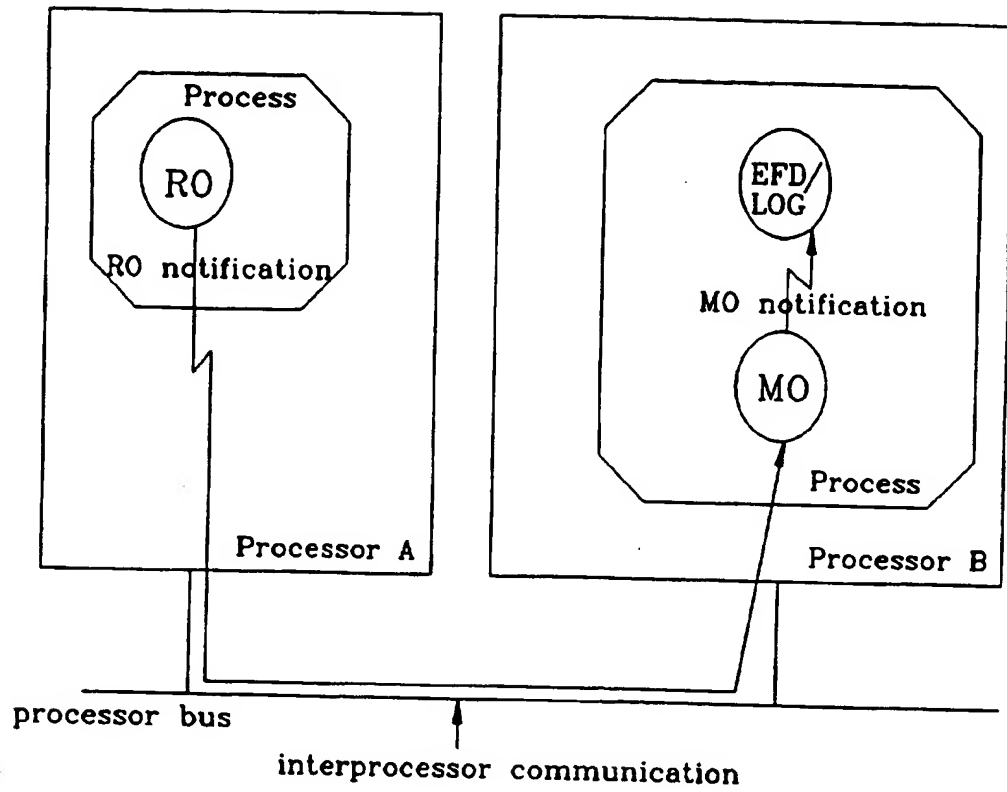 Process
RO
RO notification
Processor A
EFD/
LOG
MO notification
MO
Process
Processor B
processor bus
interprocessor communication